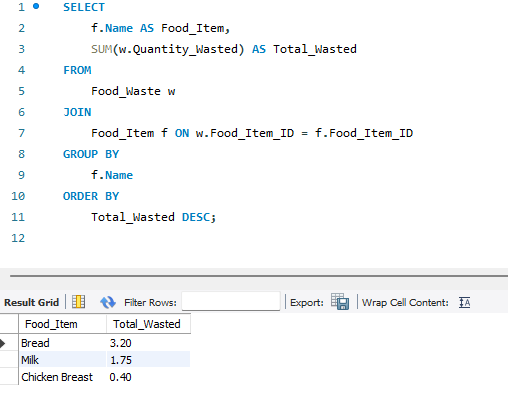 1 SELECT
2 f.Name AS Food_Item,
3 SUM(w.Quantity_Wasted) AS Total_Wasted
4 FROM
5 Food_Waste w
6 JOIN
7 Food_Item f ON w.Food_Item_ID = f.Food_Item_ID
8 GROUP BY
9 f.Name
10 ORDER BY
11 Total_Wasted DESC;
12
Result Grid Filter Rows: Export: Wrap Cell Content:
Food_Item Total_Wasted
Bread 3.20
Milk 1.75
Chicken Breast 0.40